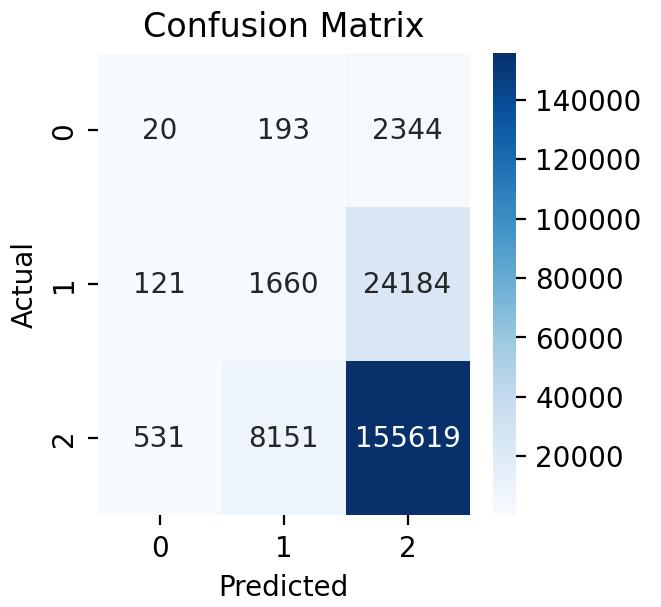 Confusion Matrix
0 20 193 2344
1 121 1660 24184
2 531 8151 155619
0 1 2
Actual
Predicted
140000
120000
100000
80000
60000
40000
20000